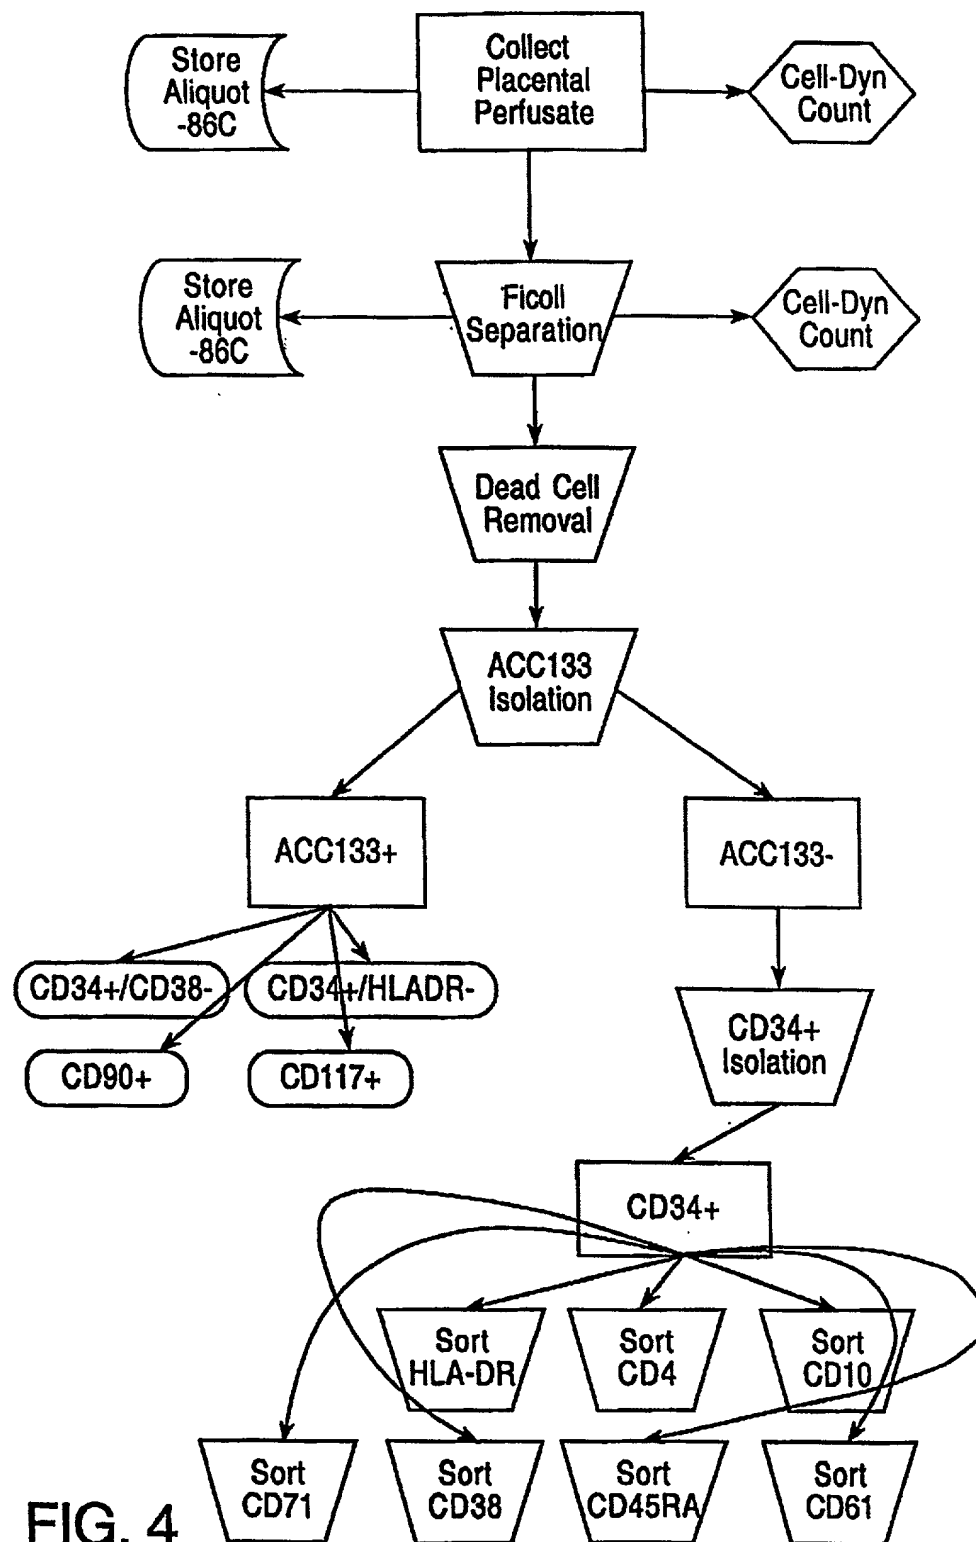 Store
Aliquot
-86C
Collect
Placental
Perfusate
Cell-Dyn
Count
Store
Aliquot
-86C
Ficoll
Separation
Cell-Dyn
Count
Dead Cell
Removal
ACC133
Isolation
ACC133+
ACC133-
CD34+/CD38-
CD34+/HLADR-
CD90+
CD117+
CD34+
Isolation
CD34+
Sort
HLA-DR
Sort
CD4
Sort
CD10
Sort
CD71
Sort
CD38
Sort
CD45RA
Sort
CD61
FIG. 4